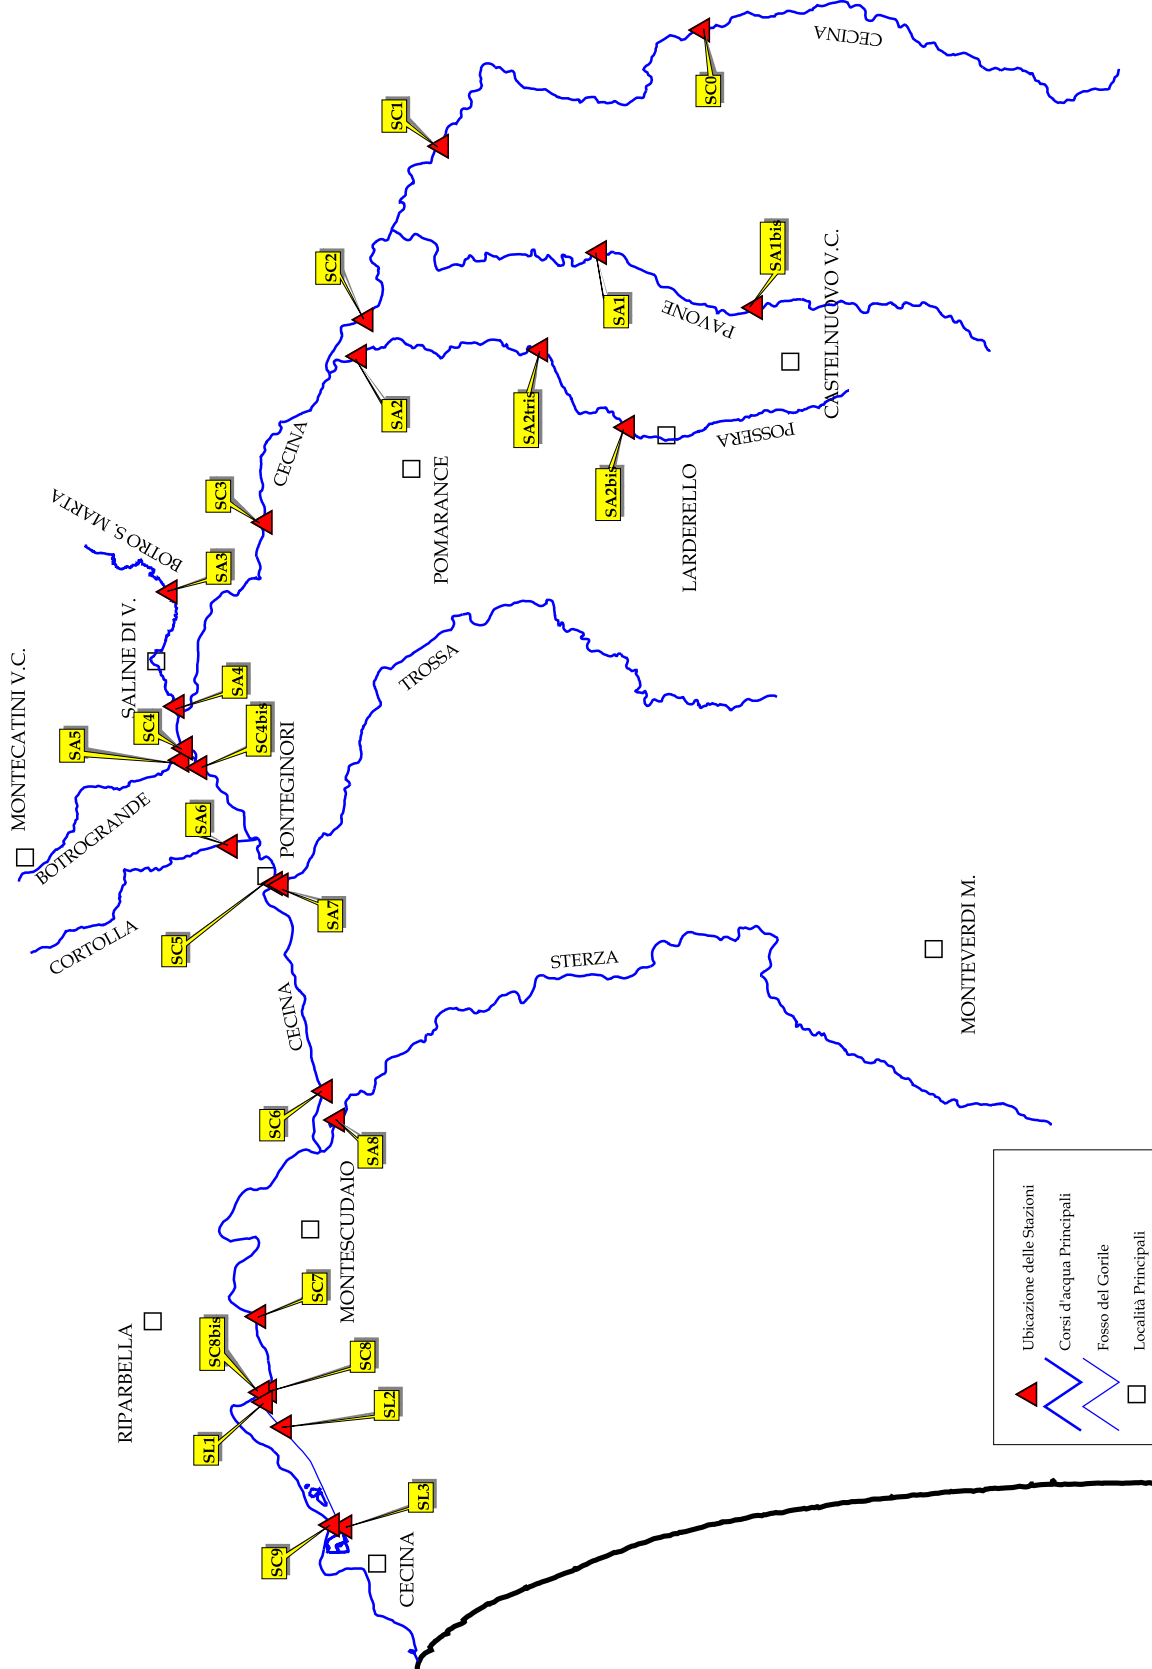 MONTECATINI V.C.
BOTRO S. MARTA
SALINE DI V.
SA5
SC4
SA4
SC4bis
SA3
SC3
CECINA
SC2
SC1
CECINA
SC0
SA1
SA1bis
PAVONE
CASTELNUOVO V.C.
SA2
SA2tris
SA2bis
POSSERA
POMARANCE
LARDERELLO
BOTROGRANDE
CORTOLLA
SA6
PONTEGINORI
SC5
SA7
TROSSA
CECINA
STERZA
MONTEVERDI M.
SC6
SA8
MONTESCUDAIO
SC7
RIPARBELLA
SC8bis
SC8
SL1
SL2
SL3
SC9
CECINA
Ubicazione delle Stazioni
Corsi d'acqua Principali
Fosso del Gorile
Località Principali